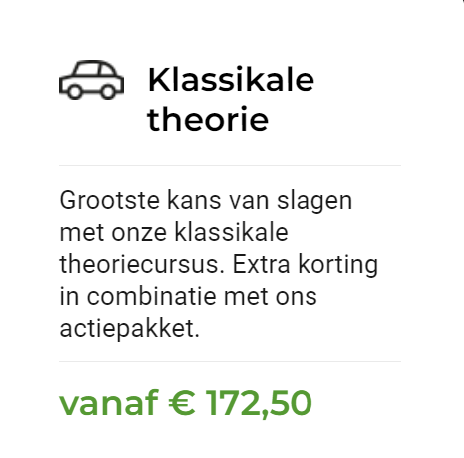 Klassikale
theorie
Grootste kans van slagen
met onze klassikale
theoriecursus. Extra korting
in combinatie met ons
actiepakket.
vanaf € 172,50